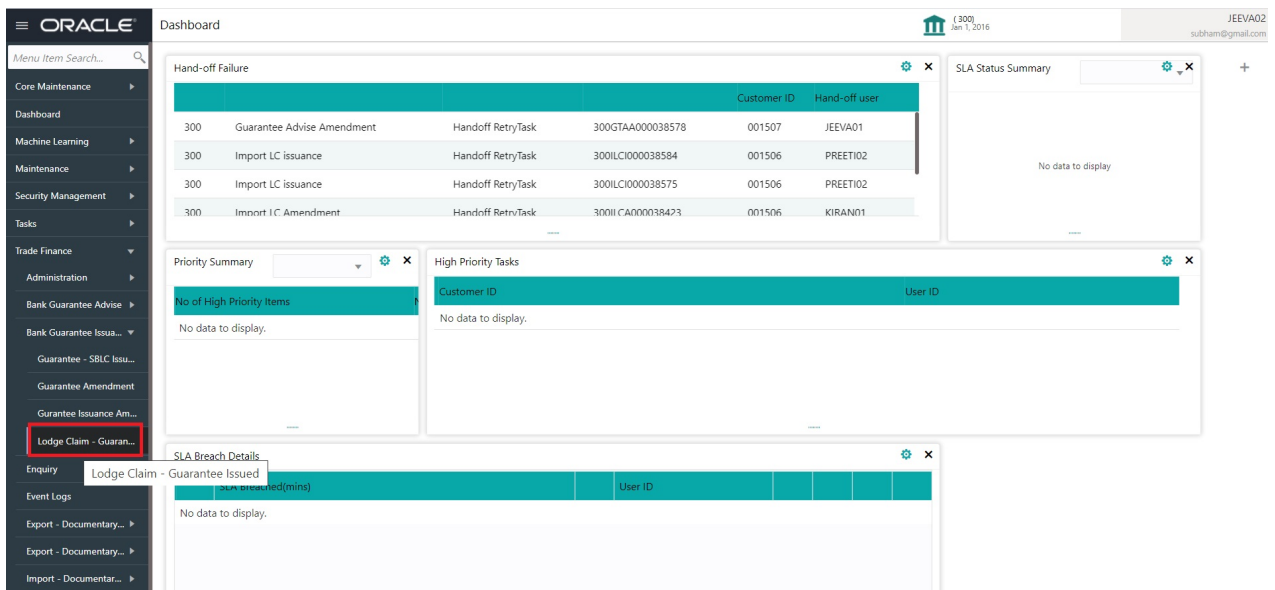 ORACLE
Dashboard
( 300)
Jan 1, 2016
JEEVA02
subham@gmail.com
Menu Item Search...
Core Maintenance
Dashboard
Machine Learning
Maintenance
Security Management
Tasks
Trade Finance
Administration
Bank Guarantee Advise
Bank Guarantee Issua...
Guarantee - SBLC Issu...
Guarantee Amendment
Gurantee Issuance Am...
Lodge Claim - Guaran...
Enquiry
Lodge Claim - Guarantee Issued
Event Logs
Export - Documentary...
Export - Documentary...
Import - Documentar...
Hand-off Failure
Customer ID Hand-off user
300 Guarantee Advise Amendment Handoff RetryTask 300GTAA000038578 001507 JEEVA01
300 Import LC issuance Handoff RetryTask 300ILCI000038584 001506 PREETI02
300 Import LC issuance Handoff RetryTask 300ILCI000038575 001506 PREETI02
300 Import LC Amendment Handoff RetryTask 300ILCA000038423 001506 KIRAN01
SLA Status Summary
No data to display
Priority Summary
No of High Priority Items
No data to display.
High Priority Tasks
Customer ID User ID
No data to display.
SLA Breach Details
SLA Breached(mins) User ID
No data to display.